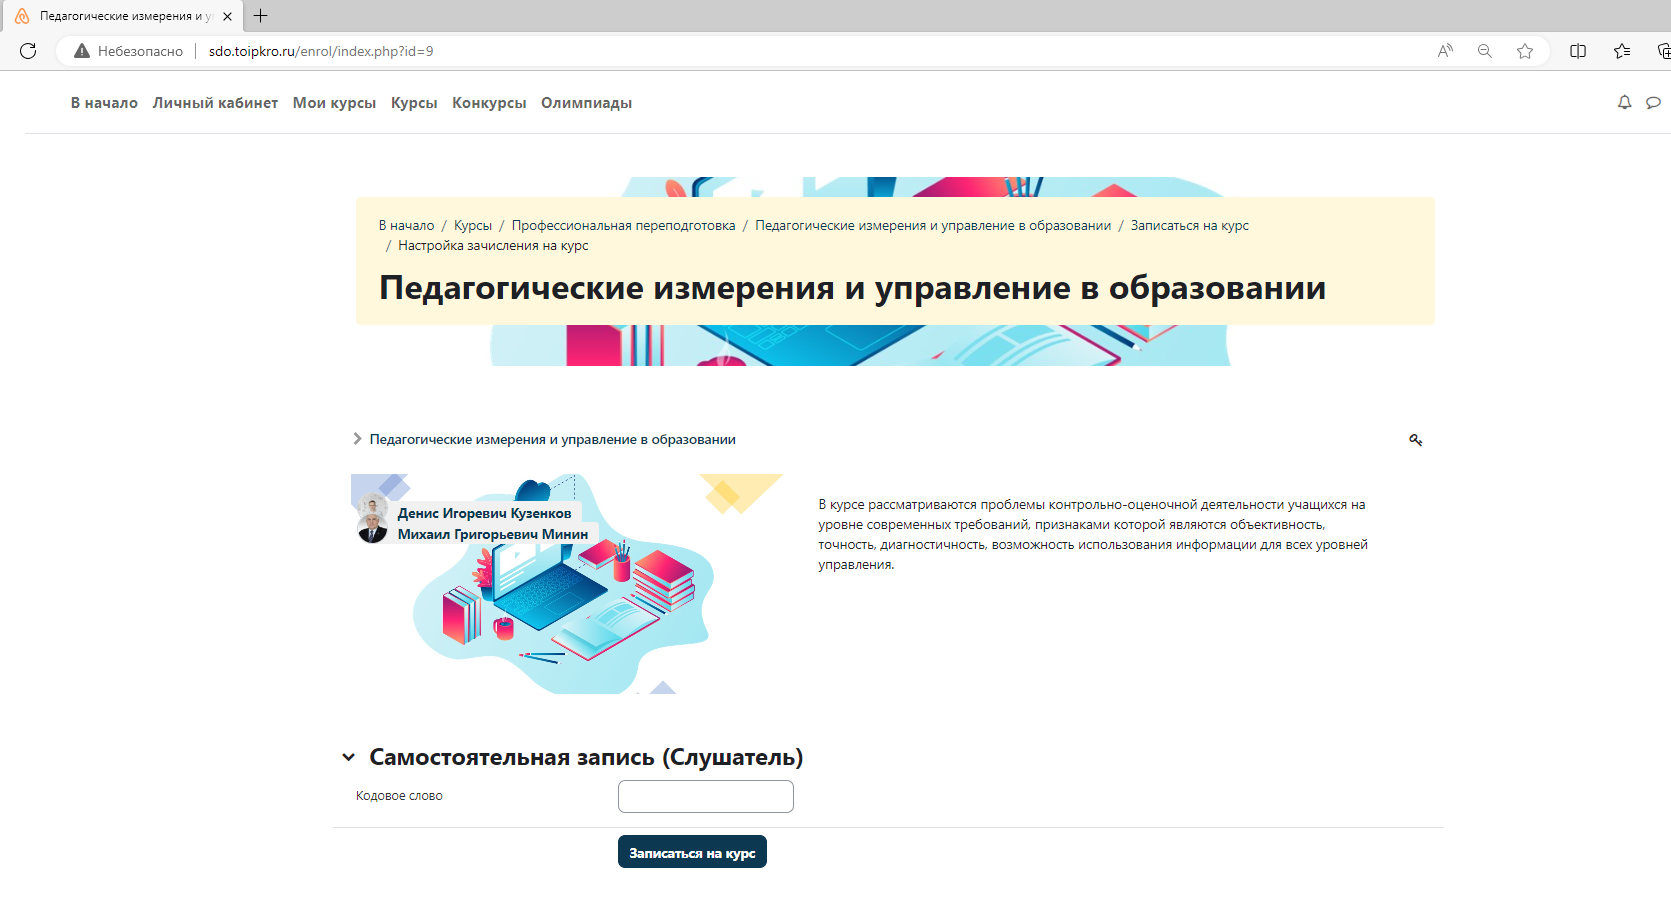 Педагогические измерения и у
Небезопасно
sdo.toipkro.ru/enrol/index.php?id=9
В начало Личный кабинет Мои курсы Курсы Конкурсы Олимпиады
В начало / Курсы / Профессиональная переподготовка / Педагогические измерения и управление в образовании / Записаться на курс
/ Настройка зачисления на курс
Педагогические измерения и управление в образовании
Педагогические измерения и управление в образовании
Денис Игоревич Кузенков
Михаил Григорьевич Минин
В курсе рассматриваются проблемы контрольно-оценочной деятельности учащихся на
уровне современных требований, признаками которой являются объективность,
точность, диагностичность, возможность использования информации для всех уровней
управления.
Самостоятельная запись (Слушатель)
Кодовое слово
Записаться на курс